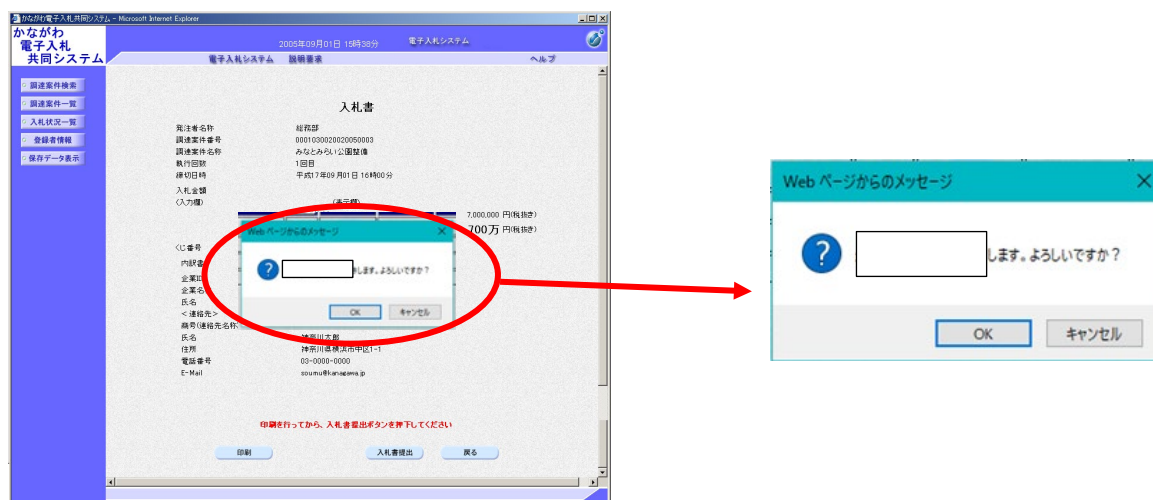 かながわ電子入札共同システム - Microsoft Internet Explorer
かながわ
電子入札
共同システム
2005年09月01日 15時38分
電子入札システム
電子入札システム 説明要求 ヘルプ
調達案件検索
調達案件一覧
入札状況一覧
登録者情報
保存データ表示
入札書
発注者名称 総務部
調達案件番号 0001030020020050003
調達案件名称 みなとみらい公園整備
執行回数 1回目
締切日時 平成17年09月01日 16時00分
入札金額
(入力欄) (表示欄)
7,000,000 円(税抜き)
700万 円(税抜き)
くじ番号
内訳書
企業ID
企業名
氏名
<連絡先>
商号(連絡先名称
氏名 神奈川太郎
住所 神奈川県横浜市中区1-1
電話番号 03-0000-0000
E-Mail soumu@kanagawa.jp
Web ページからのメッセージ
します。よろしいですか?
OK キャンセル
印刷を行ってから、入札書提出ボタンを押下してください
印刷 入札書提出 戻る
Web ページからのメッセージ
します。よろしいですか?
OK キャンセル